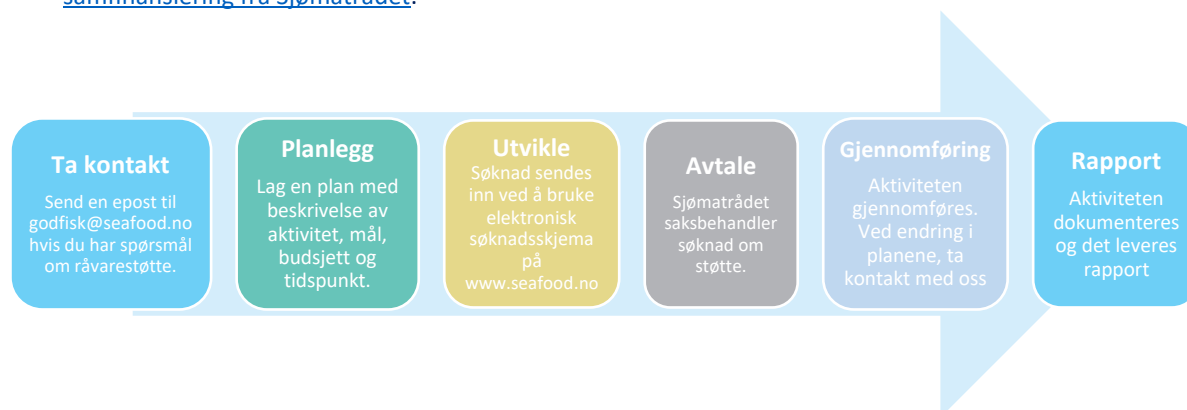 samfinansiering fra Sjømatrådet.
Ta kontakt
Send en epost til
godfisk@seafood.no
hvis du har spørsmål
om råvarestøtte.
Planlegg
Lag en plan med
beskrivelse av
aktivitet, mål,
budsjett og
tidspunkt.
Utvikle
Søknad sendes
inn ved å bruke
elektronisk
søknadsskjema
på
www.seafood.no
Avtale
Sjømatrådet
saksbehandler
søknad om
støtte.
Gjennomføring
Aktiviteten
gjennomføres.
Ved endring i
planene, ta
kontakt med oss
Rapport
Aktiviteten
dokumenteres
og det leveres
rapport